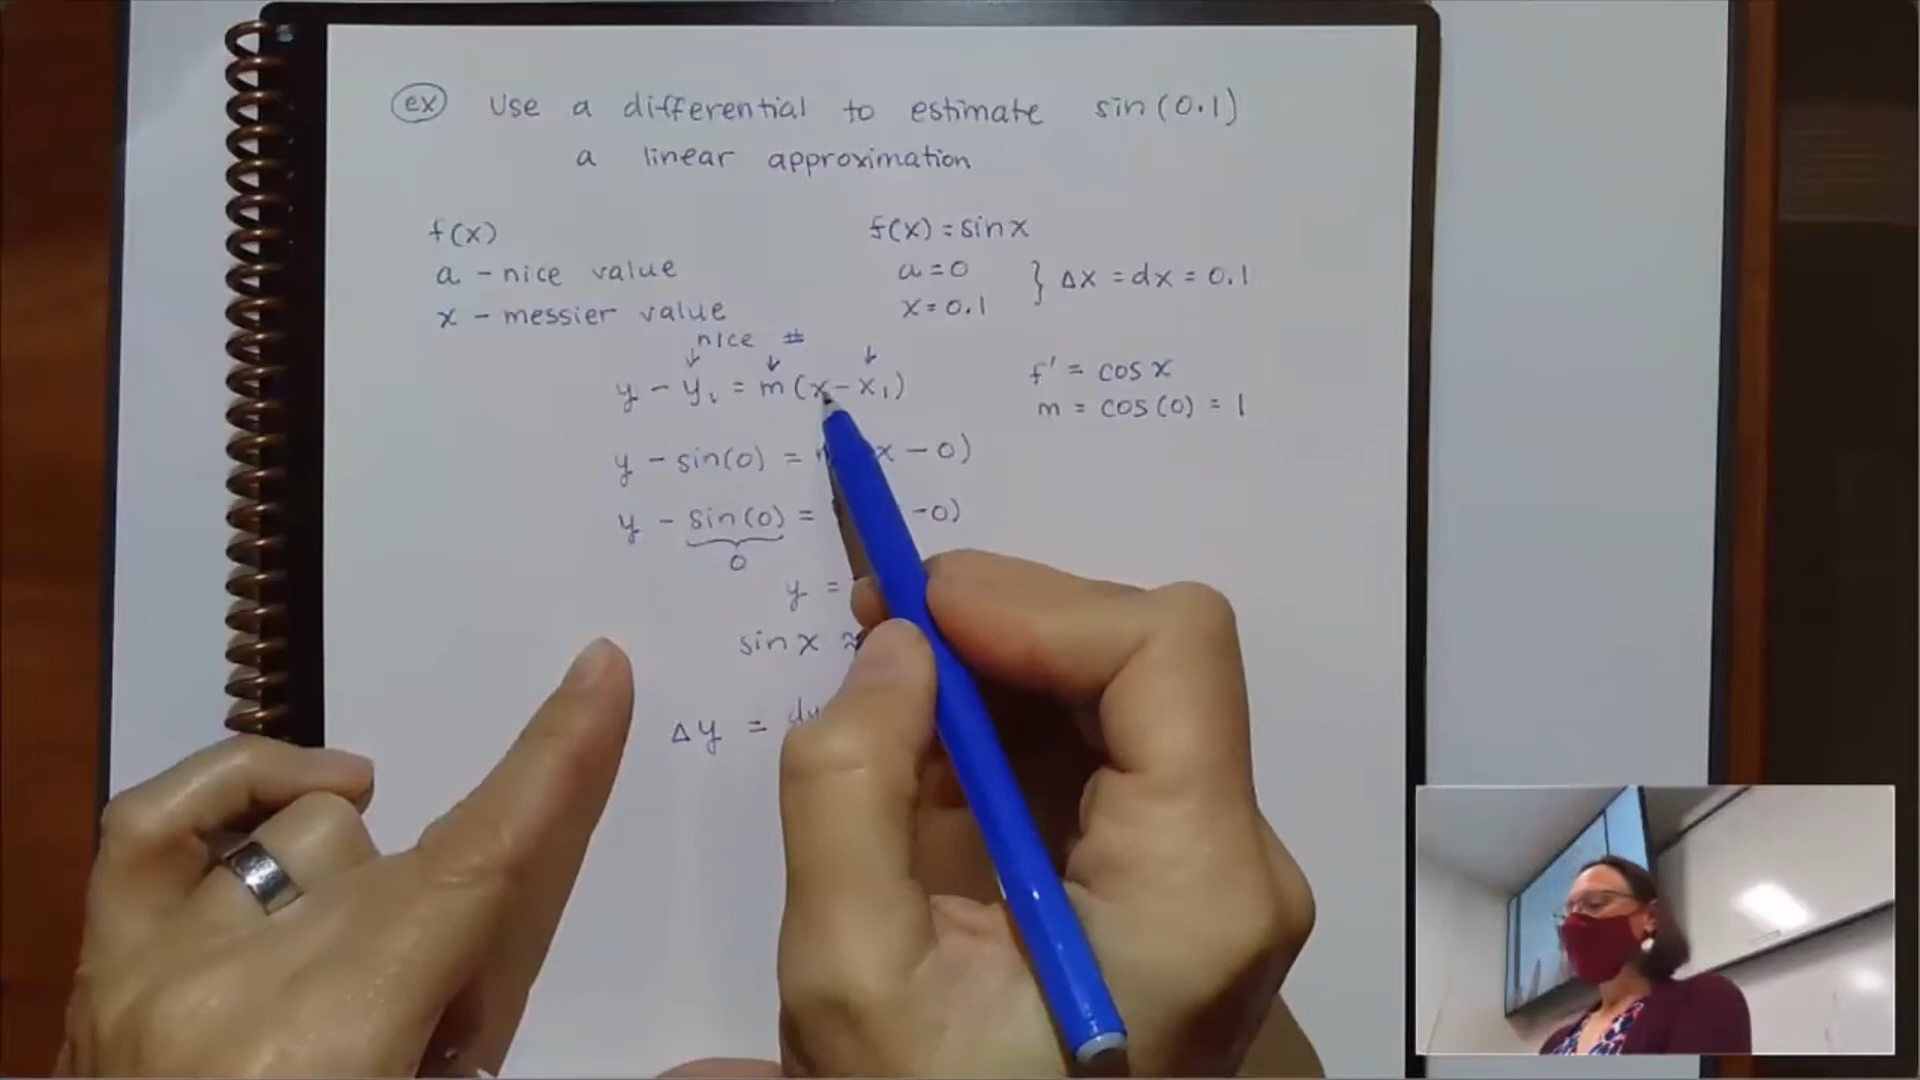 ex Use a differential to estimate sin(0.1)
a linear approximation
f(x)
a - nice value
x - messier value
f(x) = sin x
a = 0
x = 0.1
} Δx = dx = 0.1
nice #
↓ ↓ ↓
y - y₁ = m(x - x₁)
f' = cos x
m = cos(0) = 1
y - sin(0) = x - 0)
y - sin(0) = -0)
0
y =
sin x ≈
Δy =